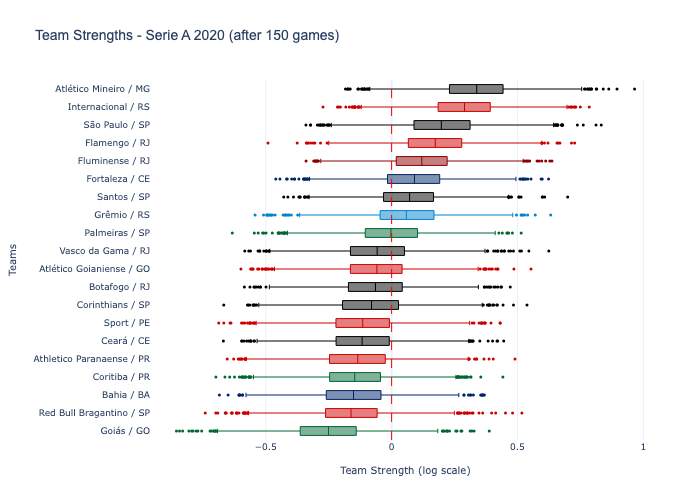 Team Strengths - Serie A 2020 (after 150 games)
Atlético Mineiro / MG
Internacional / RS
São Paulo / SP
Flamengo / RJ
Fluminense / RJ
Fortaleza / CE
Santos / SP
Grêmio / RS
Palmeiras / SP
Vasco da Gama / RJ
Atlético Goianiense / GO
Botafogo / RJ
Corinthians / SP
Sport / PE
Ceará / CE
Athletico Paranaense / PR
Coritiba / PR
Bahia / BA
Red Bull Bragantino / SP
Goiás / GO
Teams
−0.5 0 0.5 1
Team Strength (log scale)